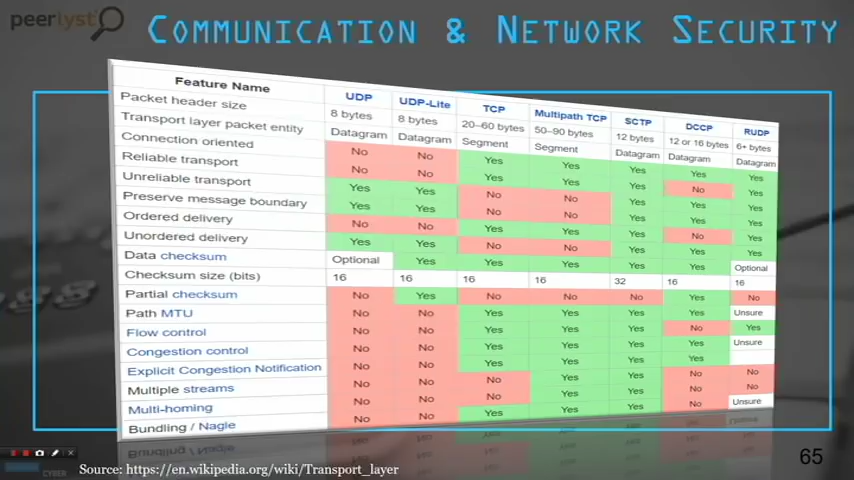 peerlyst
COMMUNICATION & NETWORK SECURITY
Feature Name UDP UDP-Lite TCP Multipath TCP SCTP DCCP RUDP
Packet header size 8 bytes 8 bytes 20–60 bytes 50–90 bytes 12 bytes 12 or 16 bytes 6+ bytes
Transport layer packet entity Datagram Datagram Segment Segment Datagram Datagram Datagram
Connection oriented No No Yes Yes Yes Yes Yes
Reliable transport No No Yes Yes Yes No Yes
Unreliable transport Yes Yes No No Yes Yes Yes
Preserve message boundary Yes Yes No No Yes Yes Yes
Ordered delivery No No Yes Yes Yes No Yes
Unordered delivery Yes Yes No No Yes Yes Yes
Data checksum Optional Yes Yes Yes Yes Yes Optional
Checksum size (bits) 16 16 16 16 32 16 16
Partial checksum No Yes No No No Yes No
Path MTU No No Yes Yes Yes Yes Unsure
Flow control No No Yes Yes Yes No Yes
Congestion control No No Yes Yes Yes Yes Unsure
Explicit Congestion Notification No No Yes Yes Yes Yes
Multiple streams No No No Yes Yes No No
Multi-homing No No No Yes Yes No No
Bundling / Nagle No No Yes Yes Yes No Unsure
CYBER
Source: https://en.wikipedia.org/wiki/Transport_layer
65